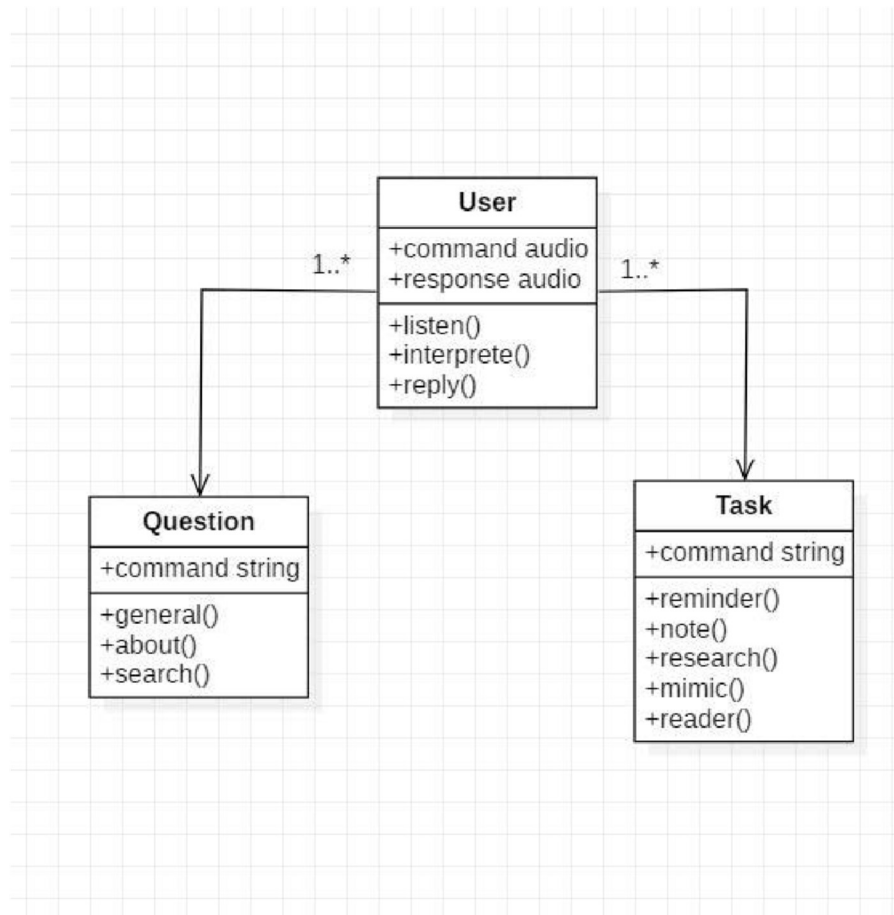 User
+command audio
+response audio
1..*
1..*
+listen()
+interprete()
+reply()
Question
+command string
+general()
+about()
+search()
Task
+command string
+reminder()
+note()
+research()
+mimic()
+reader()